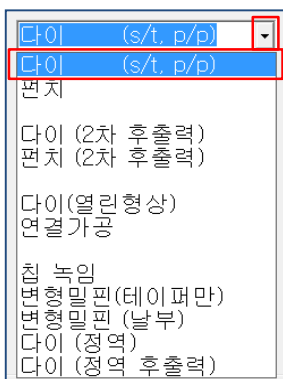 다이 (s/t, p/p)
다이 (s/t, p/p)
펀치
다이 (2차 후출력)
펀치 (2차 후출력)
다이(열린형상)
연결가공
칩 녹임
변형밀핀(테이퍼만)
변형밀핀 (날부)
다이 (정역)
다이 (정역 후출력)